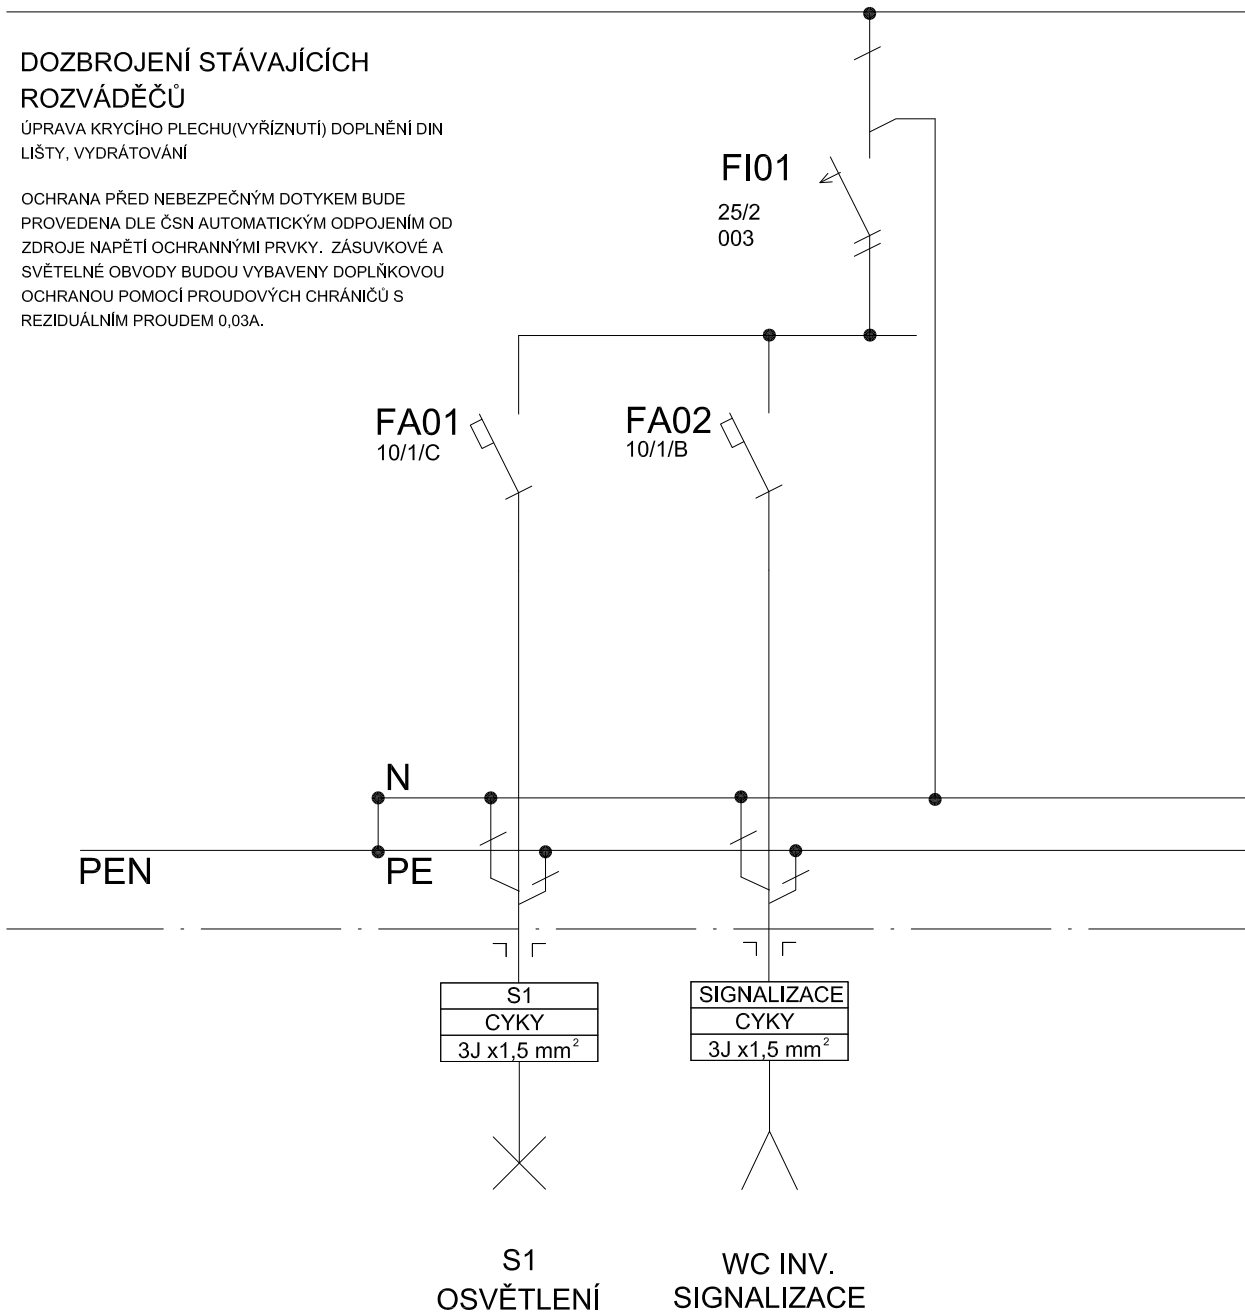 DOZBROJENÍ STÁVAJÍCÍCH
ROZVÁDĚČŮ
ÚPRAVA KRYCÍHO PLECHU(VYŘÍZNUTÍ) DOPLNĚNÍ DIN
LIŠTY, VYDRÁTOVÁNÍ
OCHRANA PŘED NEBEZPEČNÝM DOTYKEM BUDE
PROVEDENA DLE ČSN AUTOMATICKÝM ODPOJENÍM OD
ZDROJE NAPĚTÍ OCHRANNÝMI PRVKY. ZÁSUVKOVÉ A
SVĚTELNÉ OBVODY BUDOU VYBAVENY DOPLŇKOVOU
OCHRANOU POMOCÍ PROUDOVÝCH CHRÁNIČŮ S
REZIDUÁLNÍM PROUDEM 0,03A.
FI01
25/2
003
FA01
10/1/C
FA02
10/1/B
N
PEN
PE
S1
CYKY
3J x1,5 mm²
SIGNALIZACE
CYKY
3J x1,5 mm²
S1
OSVĚTLENÍ
WC INV.
SIGNALIZACE